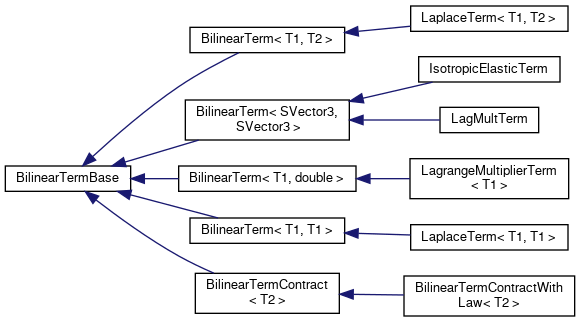 BilinearTermBase
BilinearTerm< T1, T2 >
LaplaceTerm< T1, T2 >
BilinearTerm< SVector3,
SVector3 >
IsotropicElasticTerm
LagMultTerm
BilinearTerm< T1, double >
LagrangeMultiplierTerm
< T1 >
BilinearTerm< T1, T1 >
LaplaceTerm< T1, T1 >
BilinearTermContract
< T2 >
BilinearTermContractWith
Law< T2 >